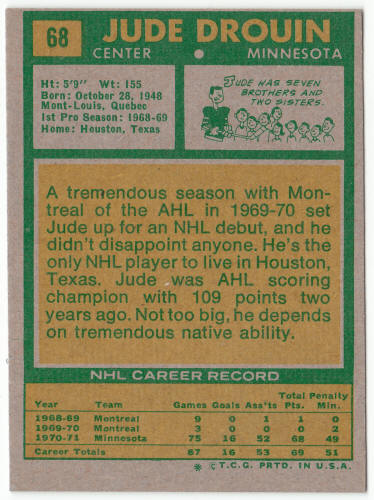 68
JUDE DROUIN
CENTER
MINNESOTA
Ht: 5'9" Wt: 155
Born: October 28, 1948
Mont-Louis, Quebec
1st Pro Season: 1968-69
Home: Houston, Texas
JUDE HAS SEVEN
BROTHERS AND
TWO SISTERS.
A tremendous season with Mon-
treal of the AHL in 1969-70 set
Jude up for an NHL debut, and he
didn't disappoint anyone. He's the
only NHL player to live in Houston,
Texas. Jude was AHL scoring
champion with 109 points two
years ago. Not too big, he depends
on tremendous native ability.
NHL CAREER RECORD
Total Penalty
Year Team Games Goals Ass'ts Pts. Min.
1968-69 Montreal 9 0 1 1 0
1969-70 Montreal 3 0 0 0 2
1970-71 Minnesota 75 16 52 68 49
Career Totals 87 16 53 69 51
* © T.C.G. PRTD. IN U.S.A.